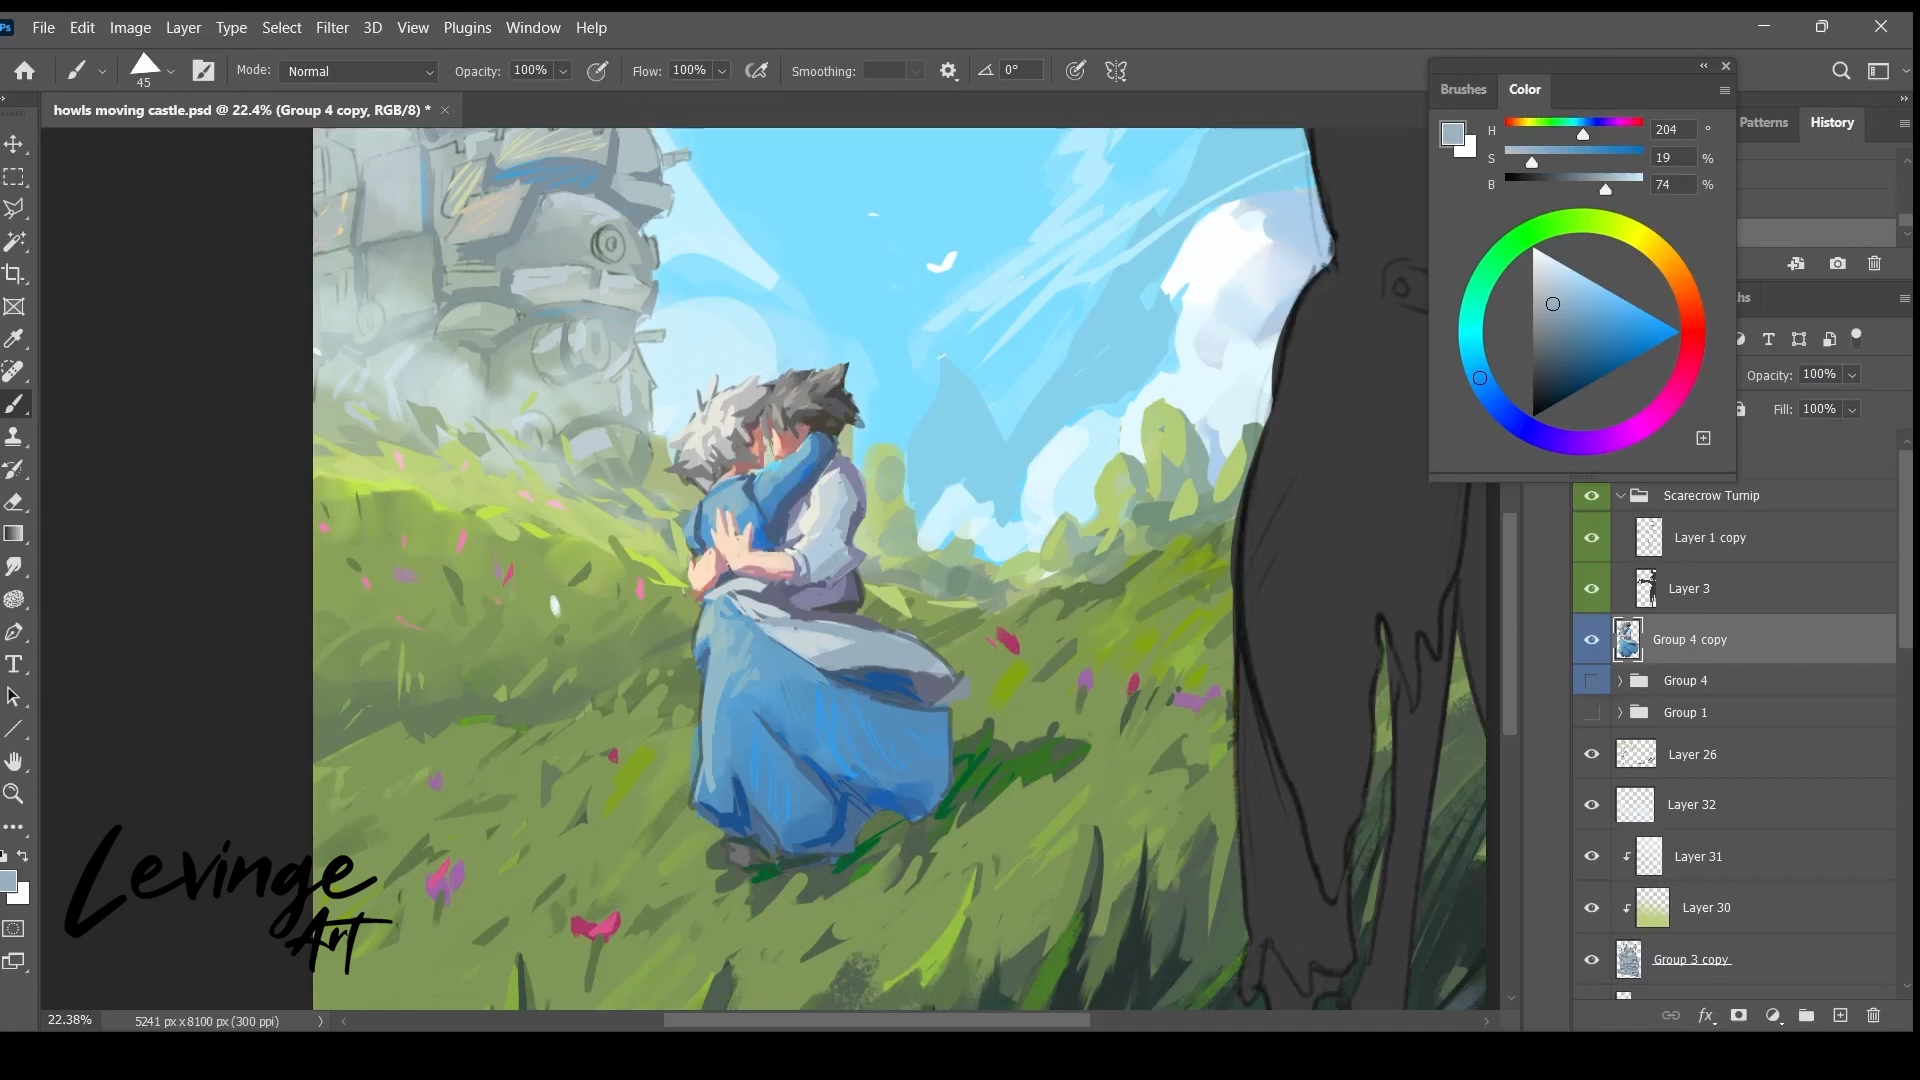 Ps File Edit Image Layer Type Select Filter 3D View Plugins Window Help
45 Mode: Normal Opacity: 100% Flow: 100% Smoothing: 0°
howls moving castle.psd @ 22.4% (Group 4 copy, RGB/8) *
Brushes Color
H 204 °
S 19 %
B 74 %
Patterns History
hs
Opacity: 100%
Fill: 100%
Scarecrow Turnip
Layer 1 copy
Layer 3
Group 4 copy
Group 4
Group 1
Layer 26
Layer 32
Layer 31
Layer 30
Group 3 copy
Levinge
Art
22.38% 5241 px x 8100 px (300 ppi)